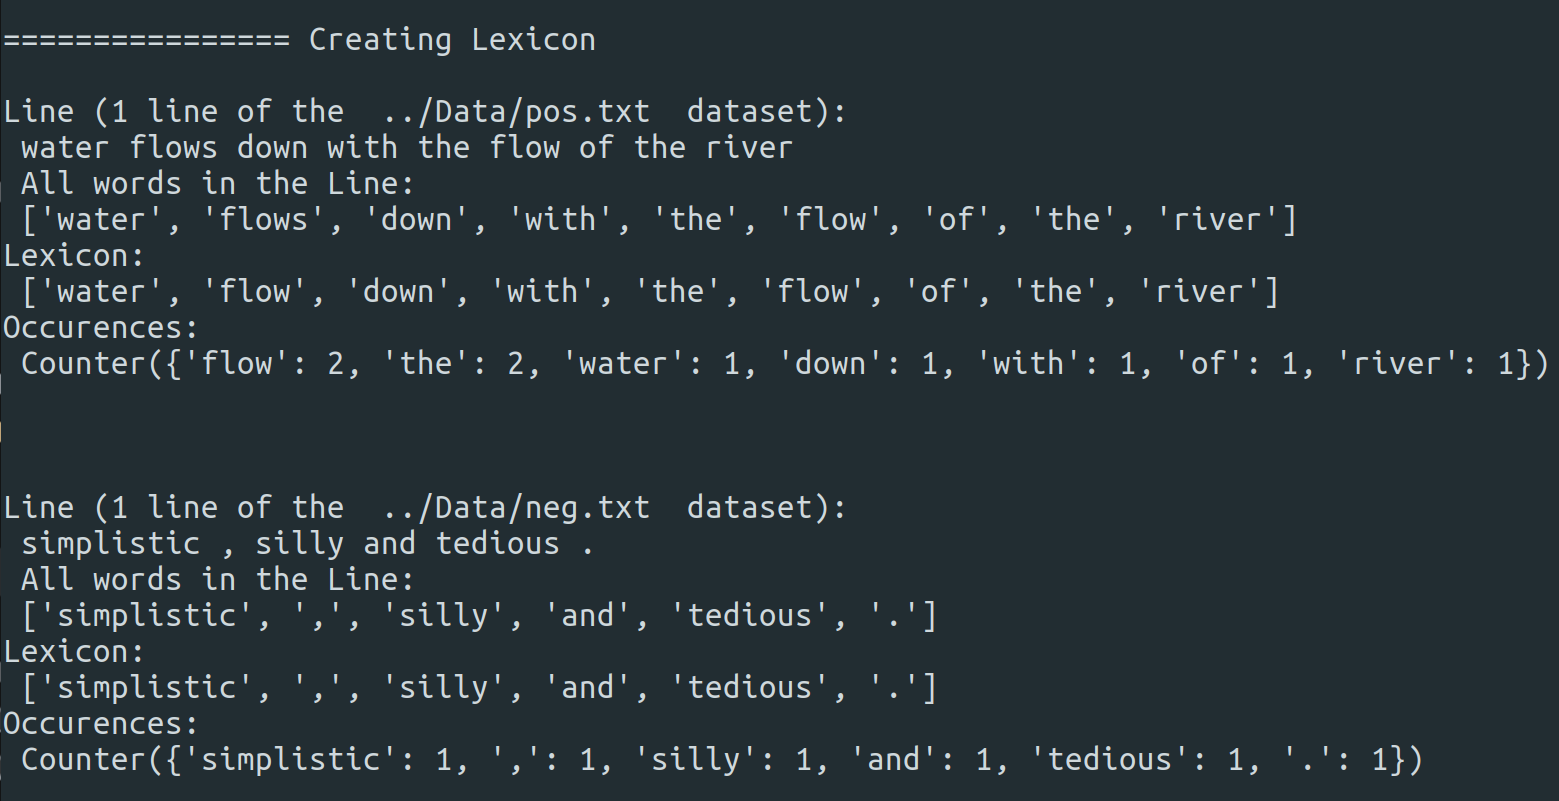 ================ Creating Lexicon
Line (1 line of the  ../Data/pos.txt  dataset):
 water flows down with the flow of the river
 All words in the Line:
 ['water', 'flows', 'down', 'with', 'the', 'flow', 'of', 'the', 'river']
Lexicon:
 ['water', 'flow', 'down', 'with', 'the', 'flow', 'of', 'the', 'river']
Occurences:
 Counter({'flow': 2, 'the': 2, 'water': 1, 'down': 1, 'with': 1, 'of': 1, 'river': 1})
Line (1 line of the  ../Data/neg.txt  dataset):
 simplistic , silly and tedious .
 All words in the Line:
 ['simplistic', ',', 'silly', 'and', 'tedious', '.']
Lexicon:
 ['simplistic', ',', 'silly', 'and', 'tedious', '.']
Occurences:
 Counter({'simplistic': 1, ',': 1, 'silly': 1, 'and': 1, 'tedious': 1, '.': 1})